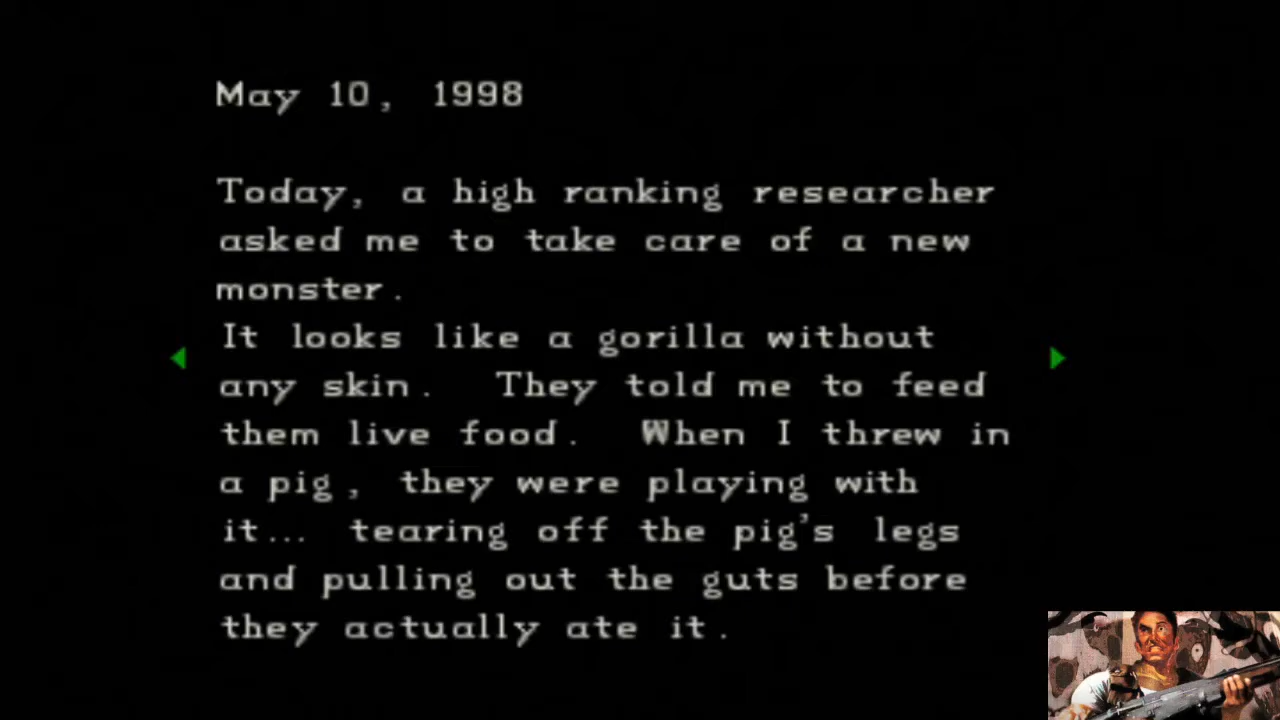 May 10, 1998
Today, a high ranking researcher
asked me to take care of a new
monster.
It looks like a gorilla without
any skin. They told me to feed
them live food. When I threw in
a pig, they were playing with
it... tearing off the pig's legs
and pulling out the guts before
they actually ate it.